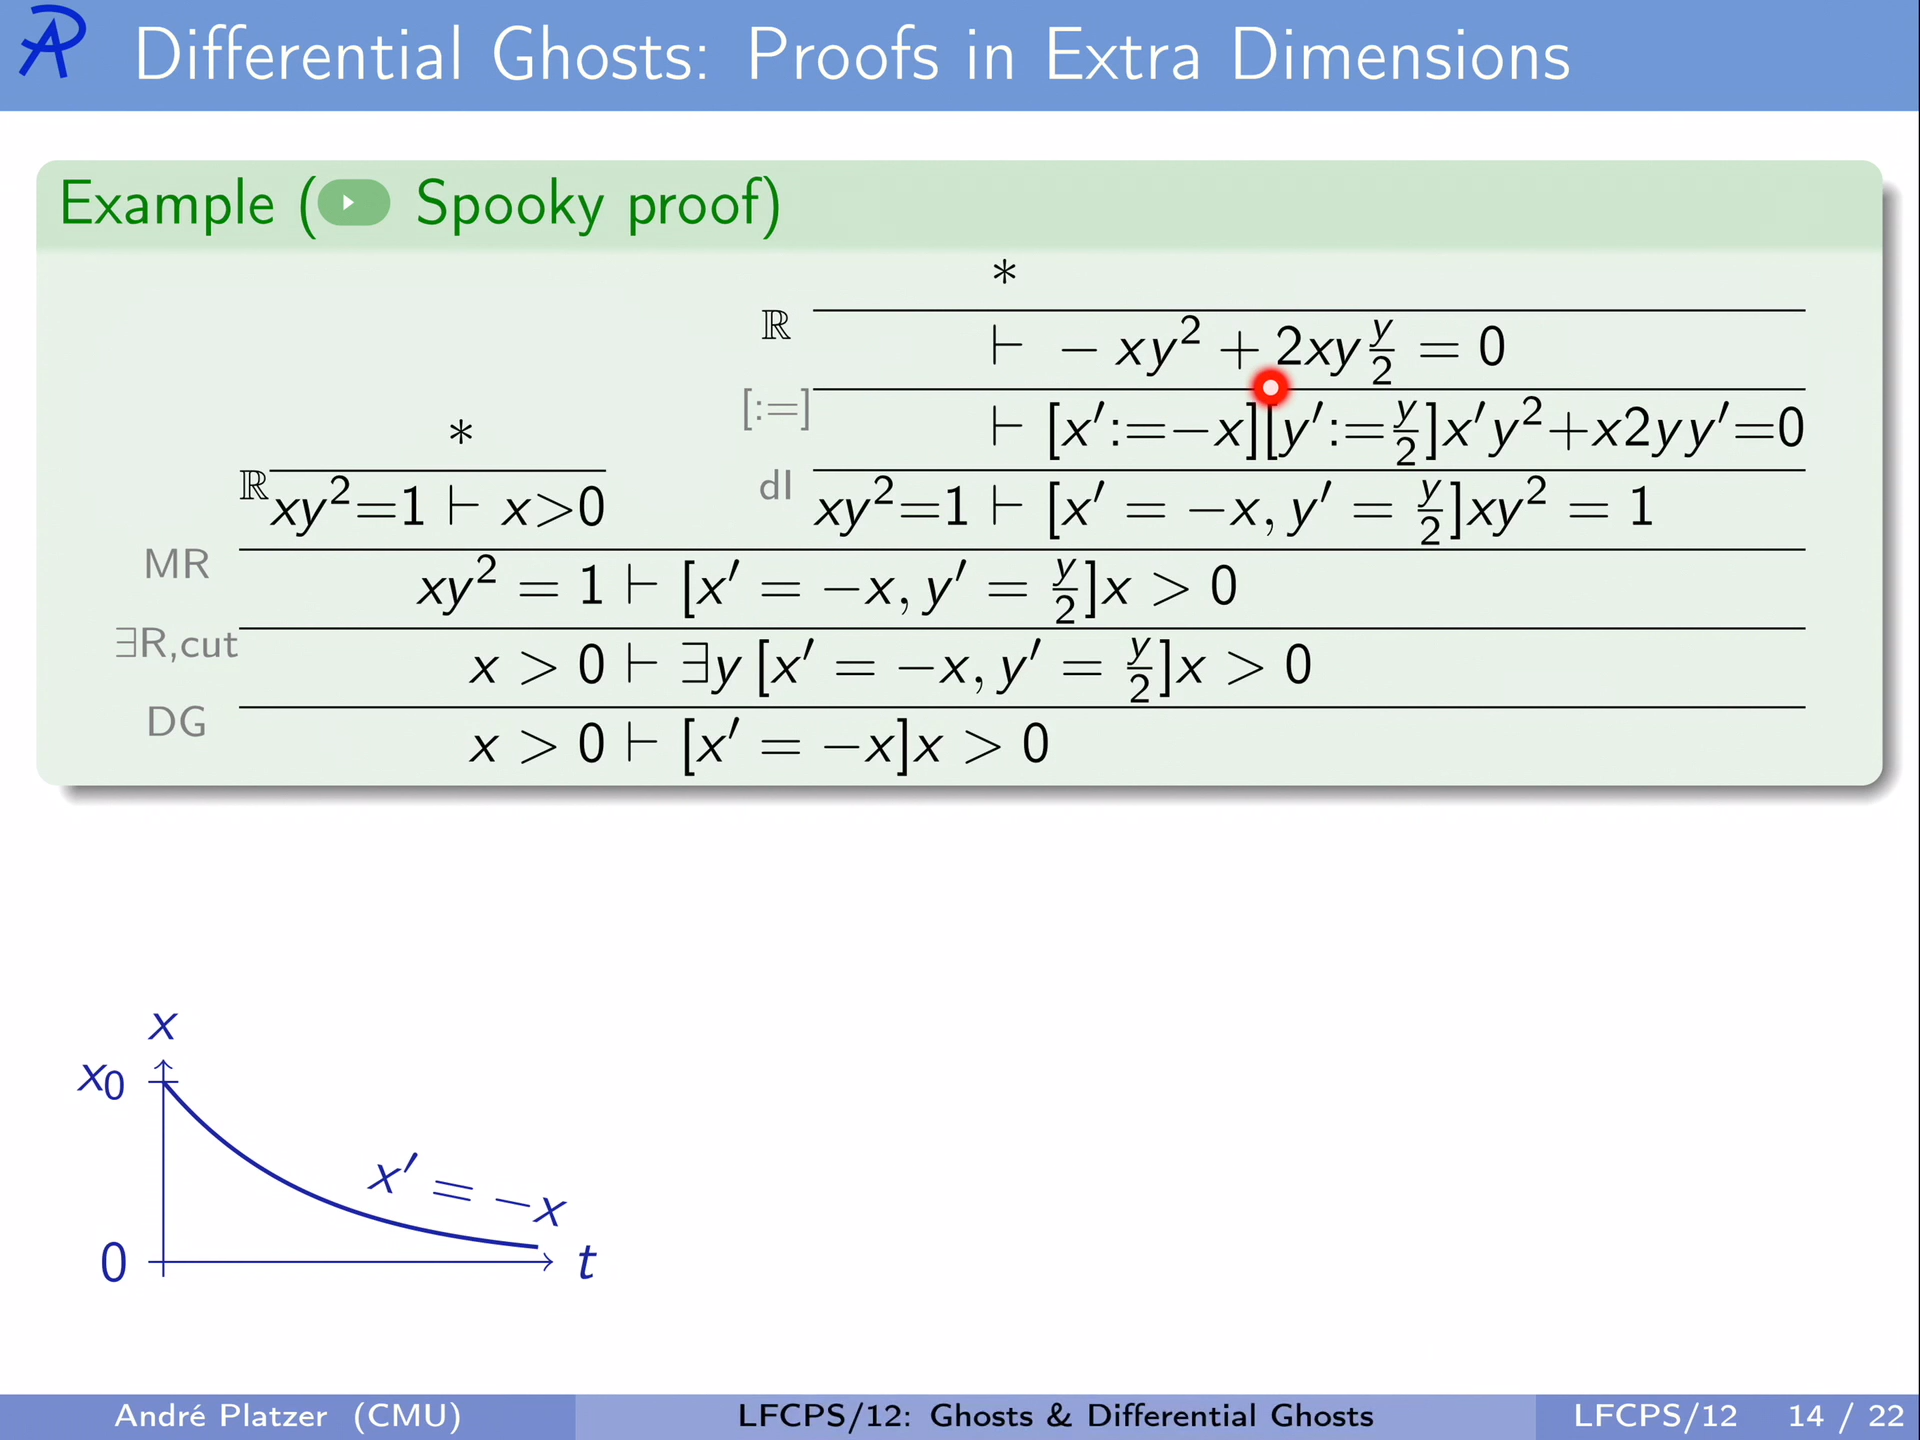 Differential Ghosts: Proofs in Extra Dimensions
Example ( Spooky proof)
*
ℝ
⊢ −xy² + 2xy y/2 = 0
[:=]
⊢ [x′:=−x][y′:=y/2]x′y²+x2yy′=0
*
ℝ
xy²=1 ⊢ x>0
dI
xy²=1 ⊢ [x′ = −x, y′ = y/2]xy² = 1
MR
xy² = 1 ⊢ [x′ = −x, y′ = y/2]x > 0
∃R,cut
x > 0 ⊢ ∃y [x′ = −x, y′ = y/2]x > 0
DG
x > 0 ⊢ [x′ = −x]x > 0
x
x₀
x′ = −x
0
t
André Platzer (CMU)
LFCPS/12: Ghosts & Differential Ghosts
LFCPS/12
14 / 22